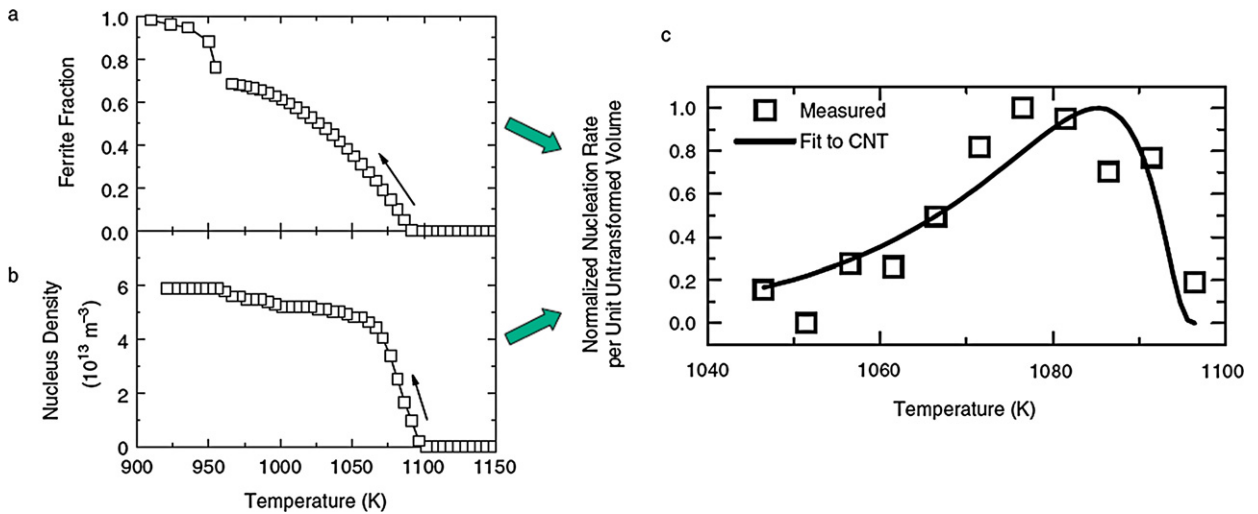 a
1.0
0.8
0.6
0.4
0.2
0.0
Ferrite Fraction
b
6
4
2
0
Nucleus Density
(10¹³ m⁻³)
900 950 1000 1050 1100 1150
Temperature (K)
Normalized Nucleation Rate
per Unit Untransformed Volume
c
1.0
0.8
0.6
0.4
0.2
0.0
Measured
Fit to CNT
1040 1060 1080 1100
Temperature (K)